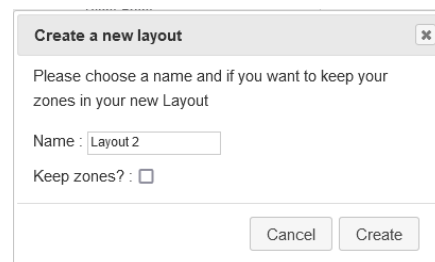 Create a new layout
Please choose a name and if you want to keep your
zones in your new Layout
Name : Layout 2
Keep zones? :
Cancel Create